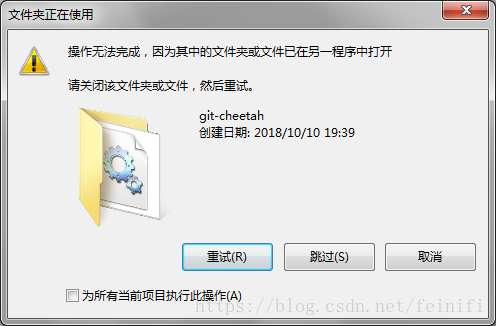 文件夹正在使用
操作无法完成，因为其中的文件夹或文件已在另一程序中打开
请关闭该文件夹或文件，然后重试。
git-cheetah
创建日期: 2018/10/10 19:39
重试(R)
跳过(S)
取消
为所有当前项目执行此操作(A)
https://blog.csdn.net/feinifi